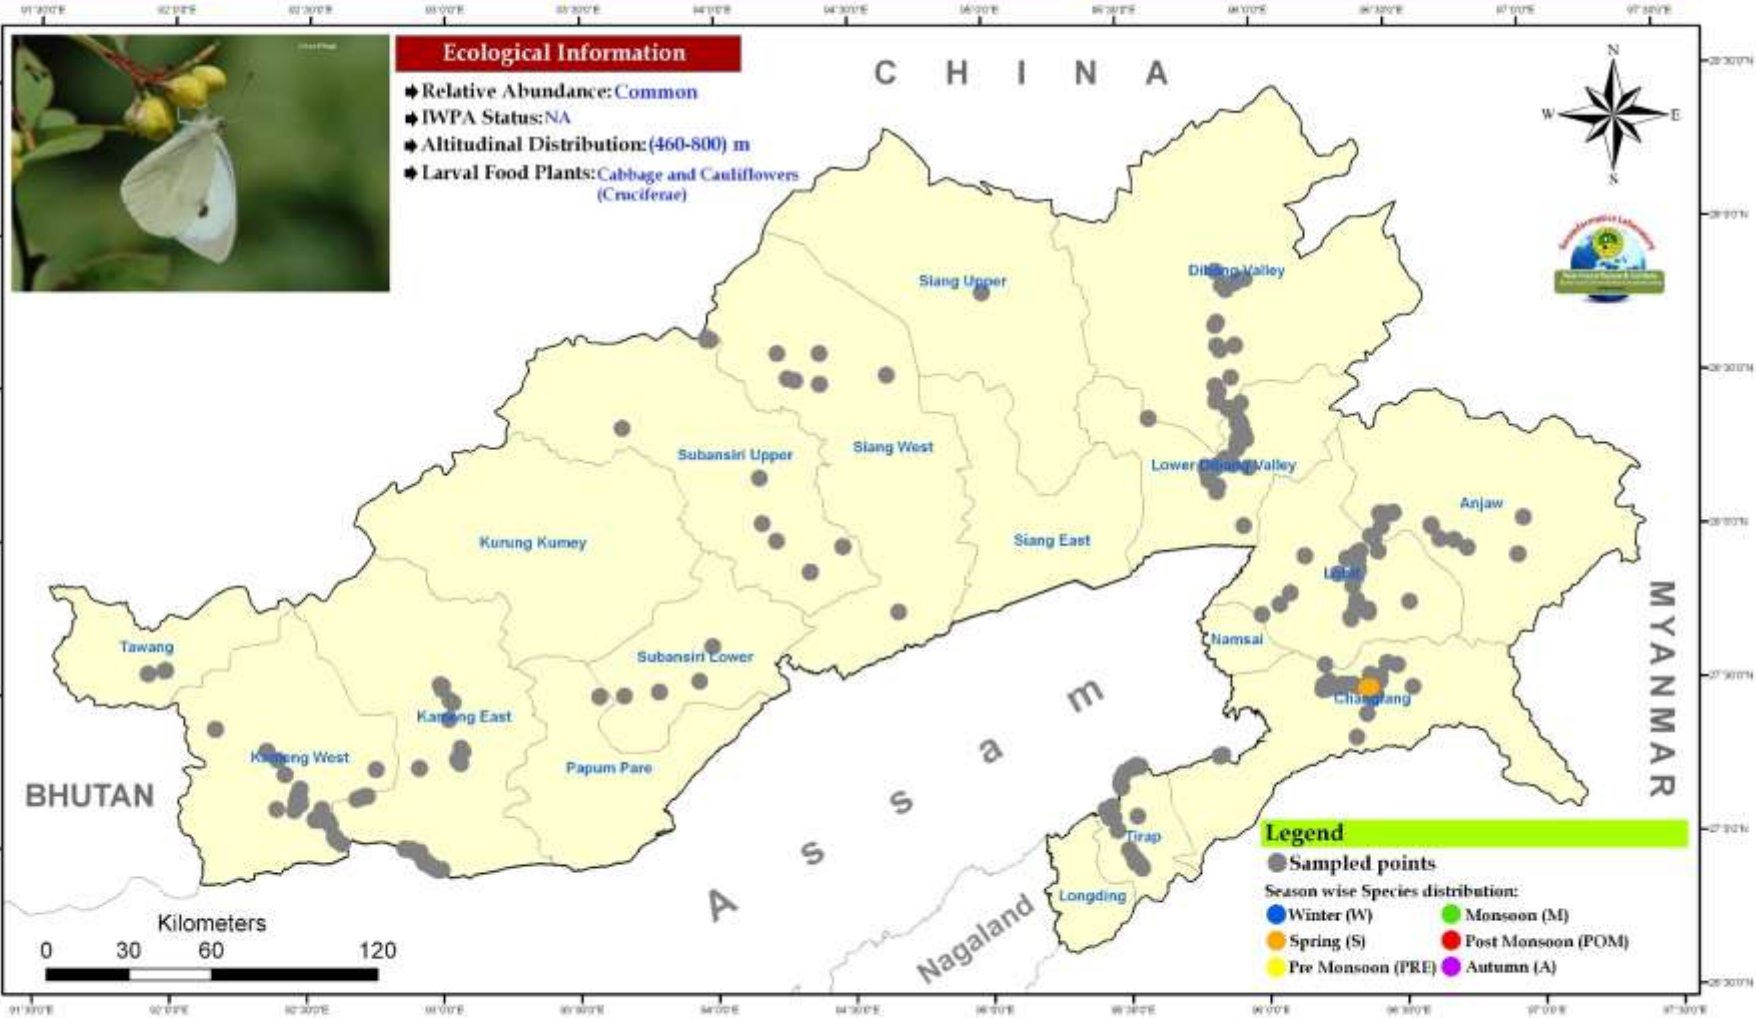 Ecological Information
Relative Abundance: Common
IWPA Status: NA
Altitudinal Distribution: (460-800) m
Larval Food Plants: Cabbage and Cauliflowers
(Cruciferae)
CHINA
N
W
E
S
Siang Upper
Dibang Valley
Subansiri Upper
Siang West
Lower Dibang Valley
Anjaw
Kurung Kumey
Siang East
Lohit
Namsai
Tawang
Subansiri Lower
Kameng East
Changlang
Kameng West
Papum Pare
BHUTAN
MYANMAR
Assam
Tirap
Longding
Nagaland
Kilometers
0 30 60 120
Legend
Sampled points
Season wise Species distribution:
Winter (W)
Monsoon (M)
Spring (S)
Post Monsoon (POM)
Pre Monsoon (PRE)
Autumn (A)